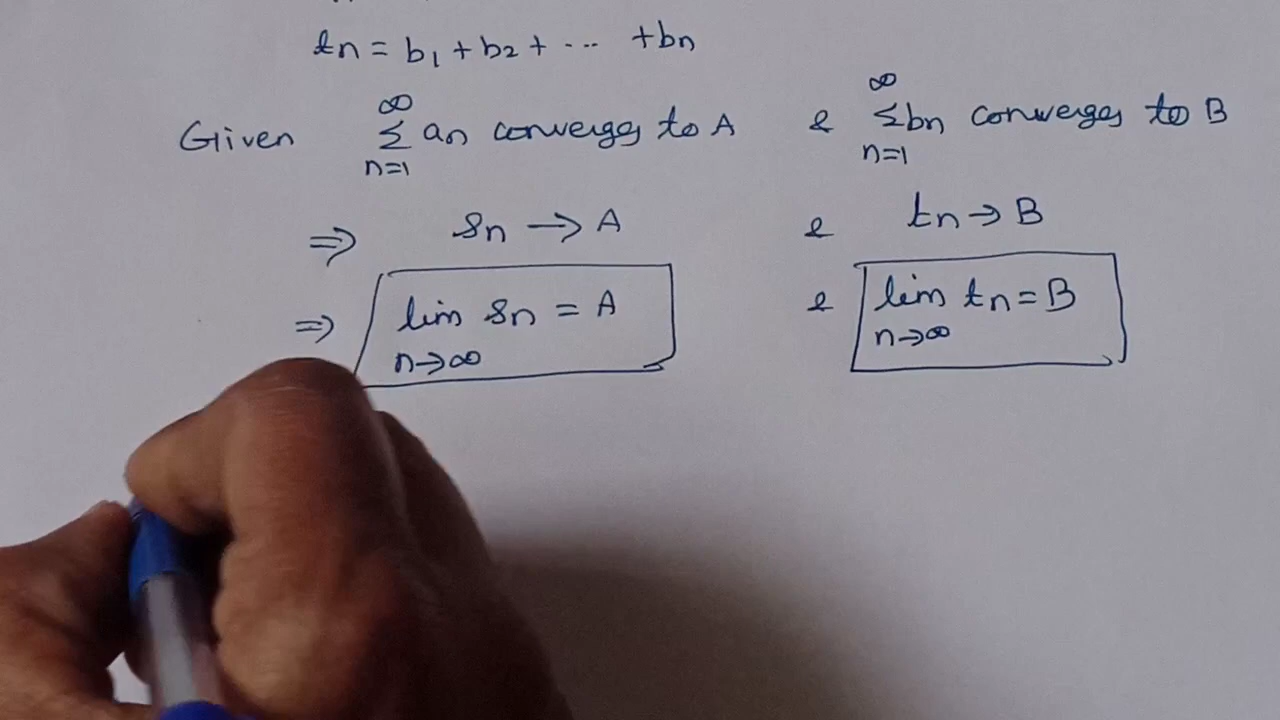 tn = b1 + b2 + ... + bn
Given ∞ Σ n=1 an converges to A & ∞ Σ n=1 bn converges to B
⇒ sn → A & tn → B
⇒ lim n→∞ sn = A & lim n→∞ tn = B